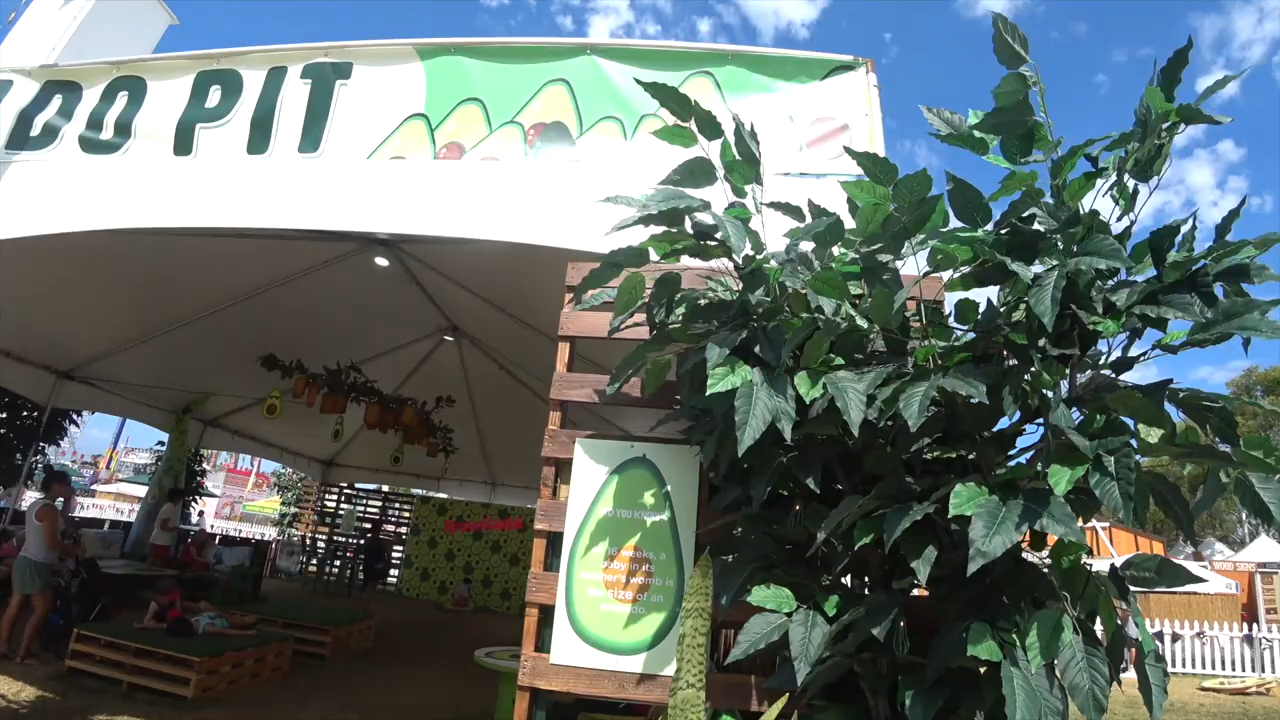 DO PIT
DID YOU KNOW?
16 weeks, a
baby in its
mother's womb is
the size of an
avocado.
WOOD SIGNS